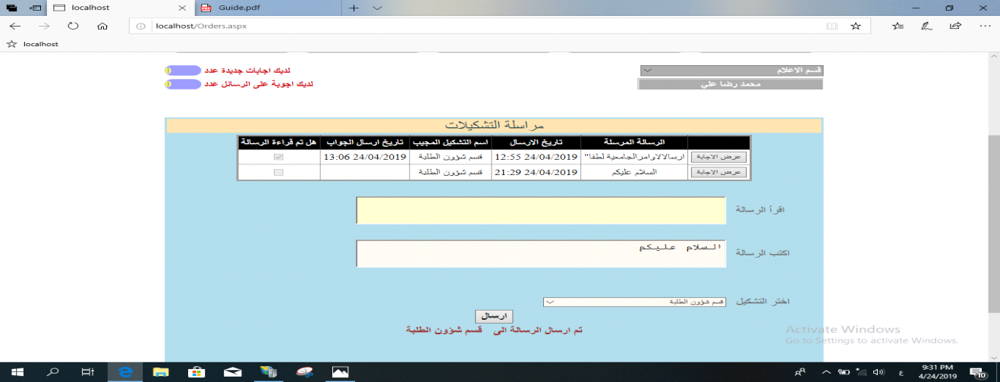 localhost
Guide.pdf
localhost/Orders.aspx
localhost
قسم الاعلام
لديك اجابات جديدة عدد 0
محمد رضا علي
لديك اجوبة على الرسائل عدد 0
مراسلة التشكيلات
الرسالة المرسلة تاريخ الارسال اسم التشكيل المجيب تاريخ ارسال الجواب هل تم قراءة الرسالة
عرض الاجابة ارسالالاوامرالجامعية لطفا" 24/04/2019 12:55 قسم شؤون الطلبة 24/04/2019 13:06
عرض الاجابة السلام عليكم 24/04/2019 21:29 قسم شؤون الطلبة
اقرأ الرسالة
اكتب الرسالة السلام عليكم
اختر التشكيل قسم شؤون الطلبة
ارسال
تم ارسال الرسالة الى قسم شؤون الطلبة
Activate Windows
Go to Settings to activate Windows.
ع
9:31 PM
4/24/2019
10